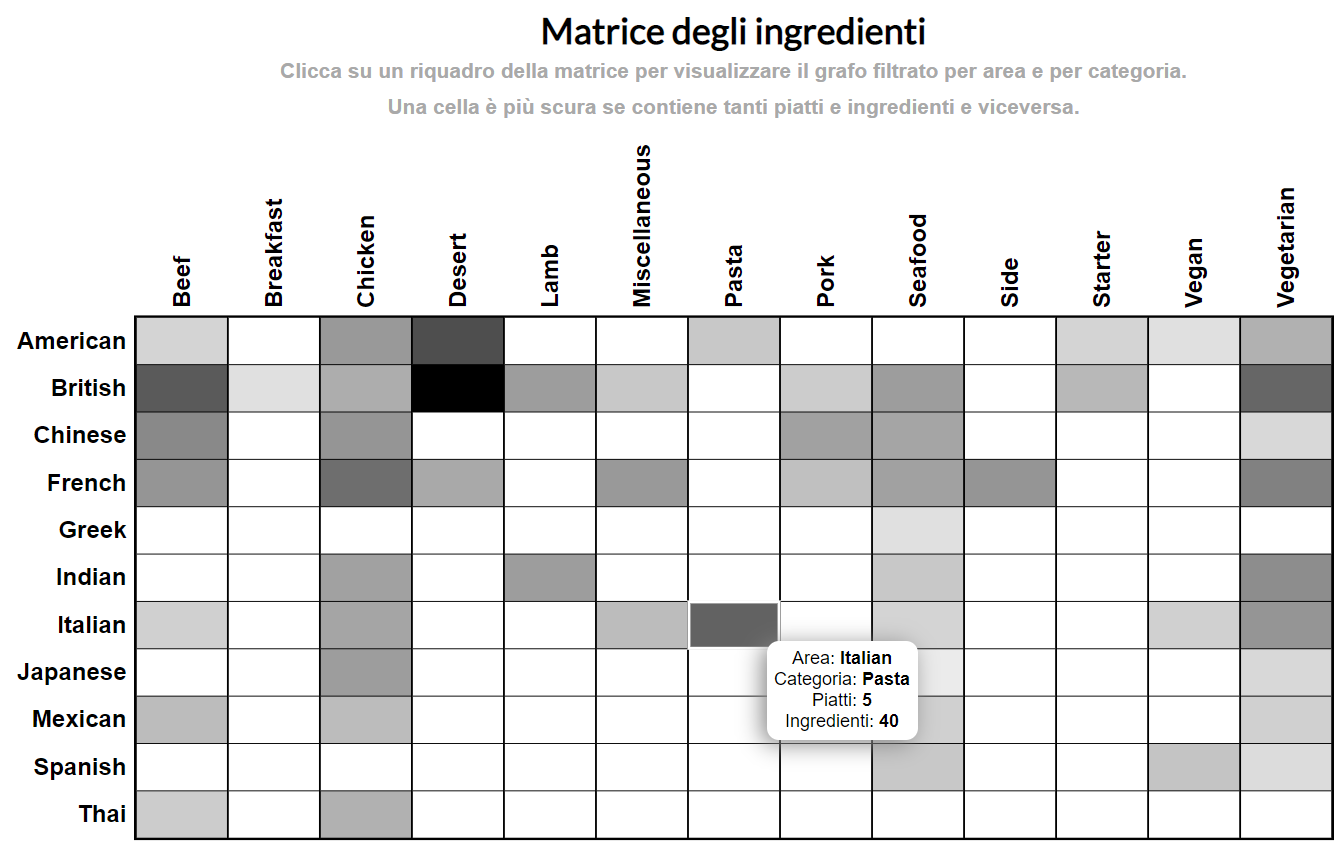 Matrice degli ingredienti
Clicca su un riquadro della matrice per visualizzare il grafo filtrato per area e per categoria.
Una cella è più scura se contiene tanti piatti e ingredienti e viceversa.
Beef
Breakfast
Chicken
Desert
Lamb
Miscellaneous
Pasta
Pork
Seafood
Side
Starter
Vegan
Vegetarian
American
British
Chinese
French
Greek
Indian
Italian
Japanese
Mexican
Spanish
Thai
Area: Italian
Categoria: Pasta
Piatti: 5
Ingredienti: 40